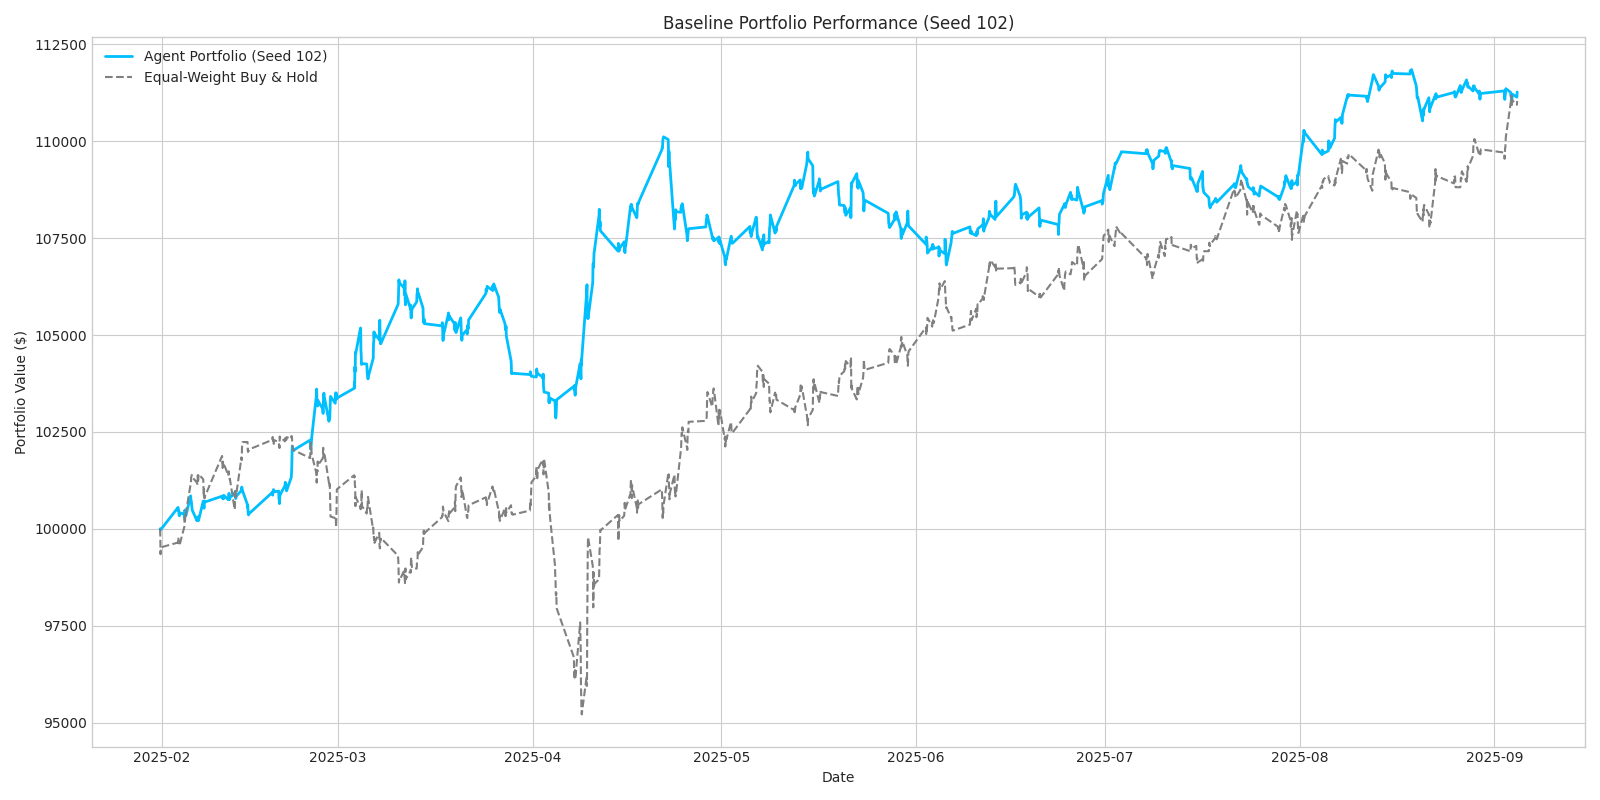 Baseline Portfolio Performance (Seed 102)
Agent Portfolio (Seed 102)
Equal-Weight Buy & Hold
Portfolio Value ($)
112500
110000
107500
105000
102500
100000
97500
95000
2025-02 2025-03 2025-04 2025-05 2025-06 2025-07 2025-08 2025-09
Date